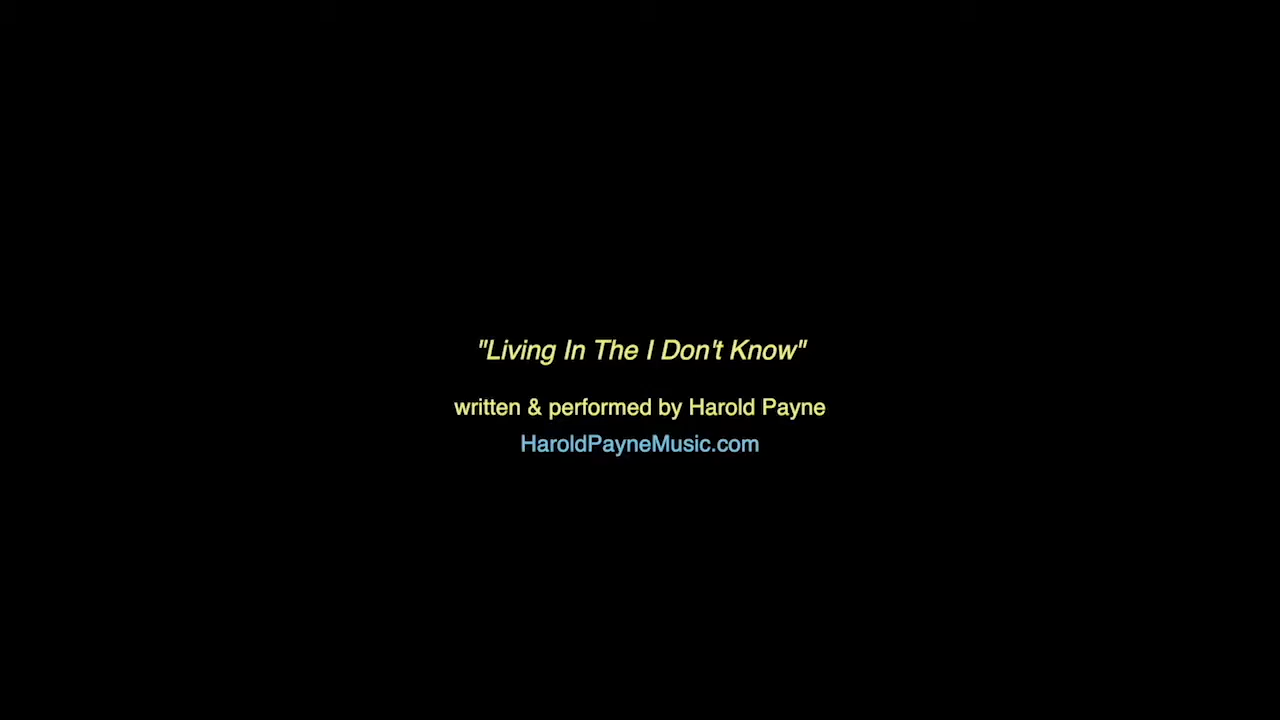 "Living In The I Don't Know"
written & performed by Harold Payne
HaroldPayneMusic.com